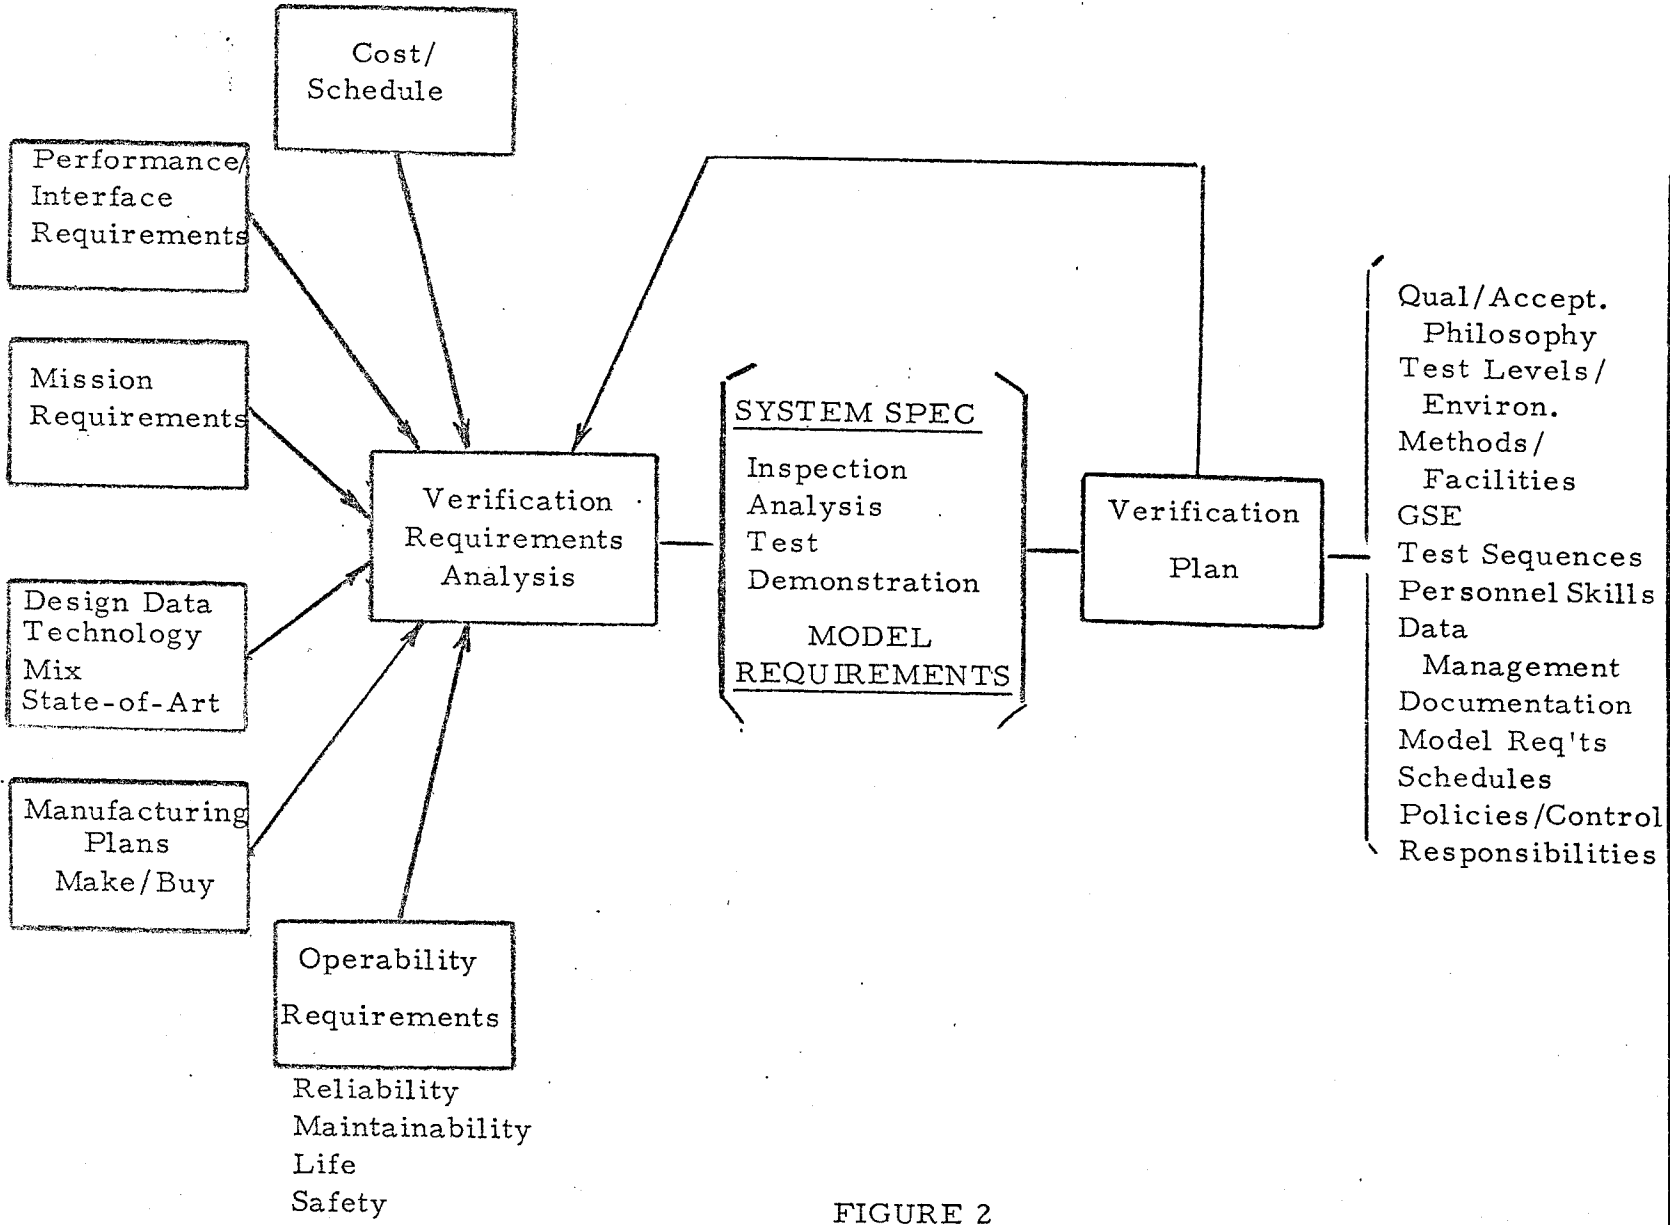 Cost/
Schedule
Performance/
Interface
Requirements
Mission
Requirements
Design Data
Technology
Mix
State-of-Art
Manufacturing
Plans
Make/Buy
Operability
Requirements
Reliability
Maintainability
Life
Safety
Verification
Requirements
Analysis
SYSTEM SPEC
Inspection
Analysis
Test
Demonstration
MODEL
REQUIREMENTS
Verification
Plan
Qual/Accept.
Philosophy
Test Levels/
Environ.
Methods/
Facilities
GSE
Test Sequences
Personnel Skills
Data
Management
Documentation
Model Req'ts
Schedules
Policies/Control
Responsibilities
FIGURE 2